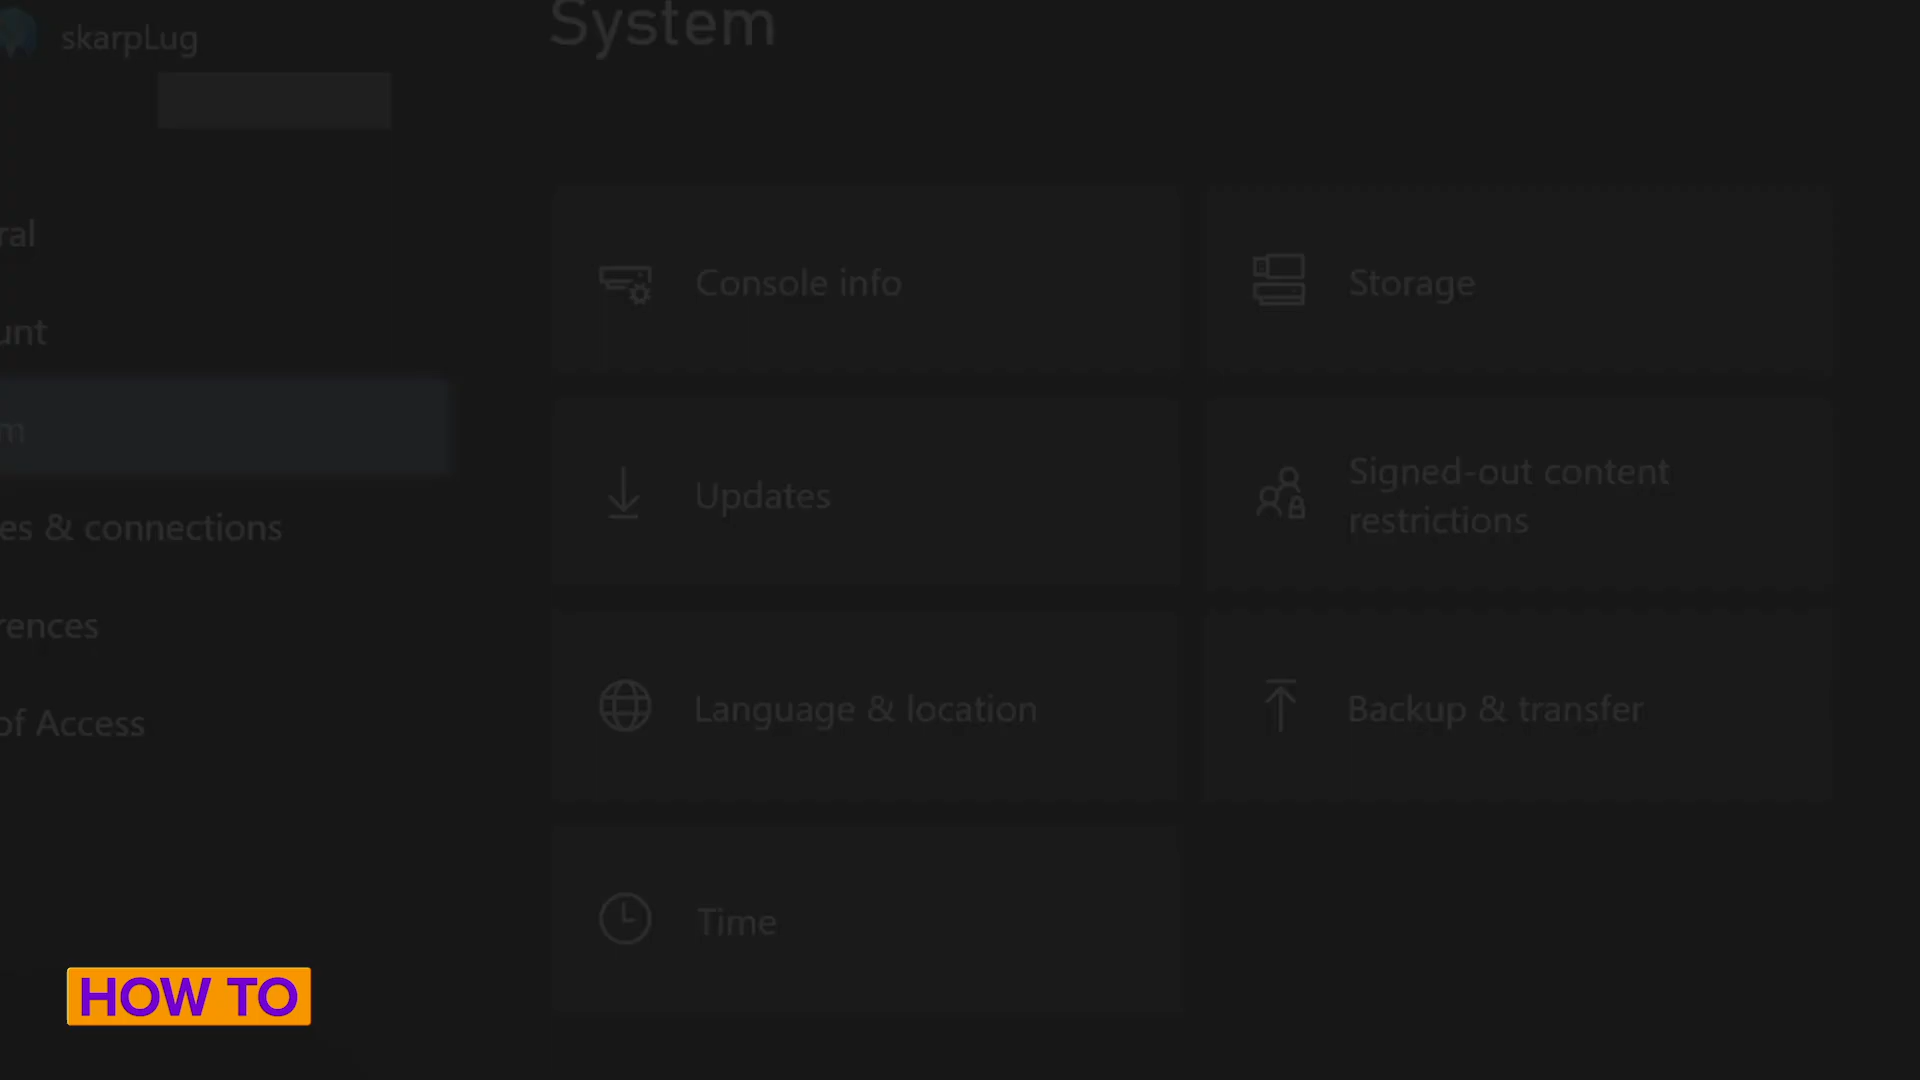 skarpLug
System
ral
unt
m
es & connections
rences
of Access
Console info
Storage
Updates
Signed-out content
restrictions
Language & location
Backup & transfer
Time
HOW TO